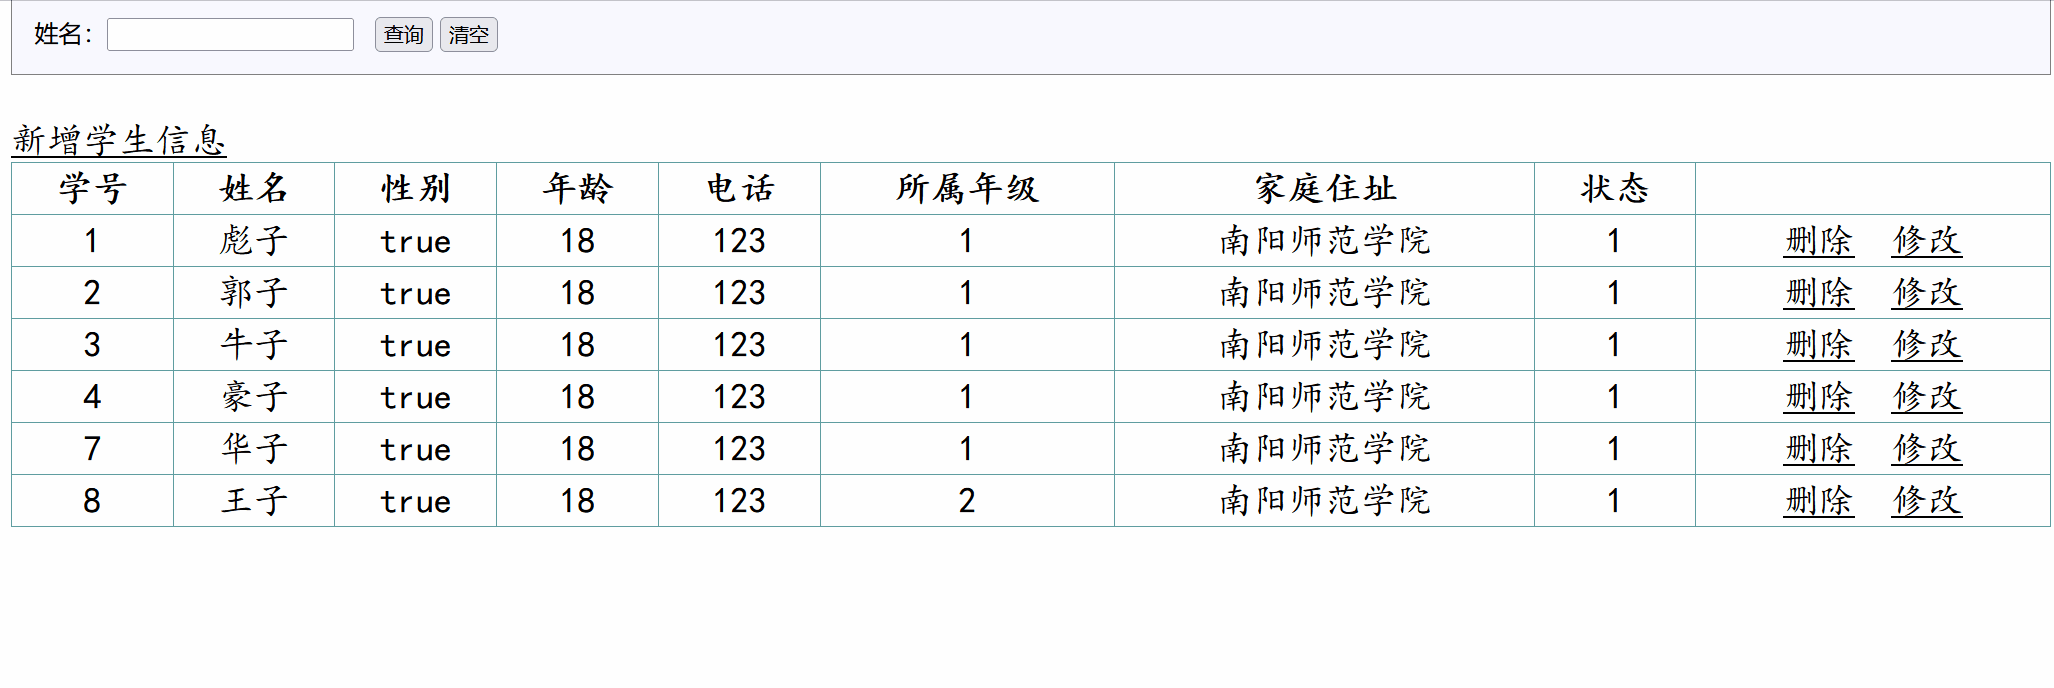 姓名： 查询 清空
新增学生信息
学号 姓名 性别 年龄 电话 所属年级 家庭住址 状态
1 彪子 true 18 123 1 南阳师范学院 1 删除 修改
2 郭子 true 18 123 1 南阳师范学院 1 删除 修改
3 牛子 true 18 123 1 南阳师范学院 1 删除 修改
4 豪子 true 18 123 1 南阳师范学院 1 删除 修改
7 华子 true 18 123 1 南阳师范学院 1 删除 修改
8 王子 true 18 123 2 南阳师范学院 1 删除 修改